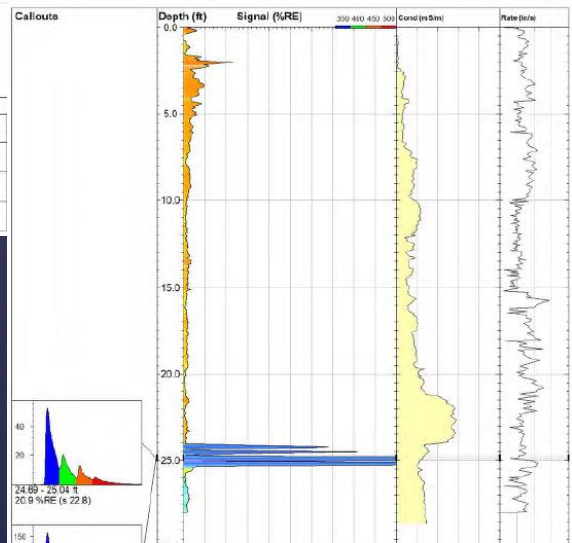 Callouts
Depth (ft)
Signal (%RE)
350 400 450 500
Cond (mS/m)
Rate (in/s)
0.0
5.0
10.0
15.0
20.0
25.0
40
20
24.69 - 25.04 ft
20.9 %RE (s 22.8)
150